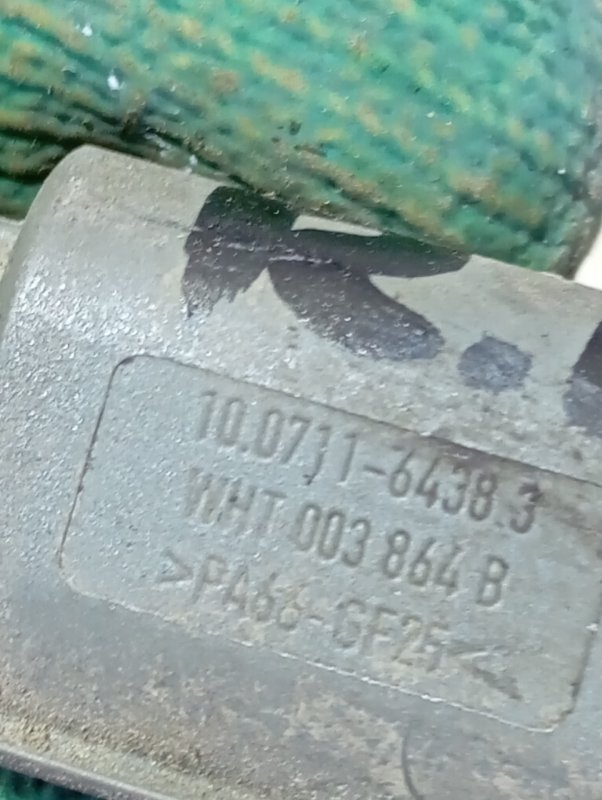 K.
10.0711-6438.3
WHT 003 864 B
>PA66-GF25<